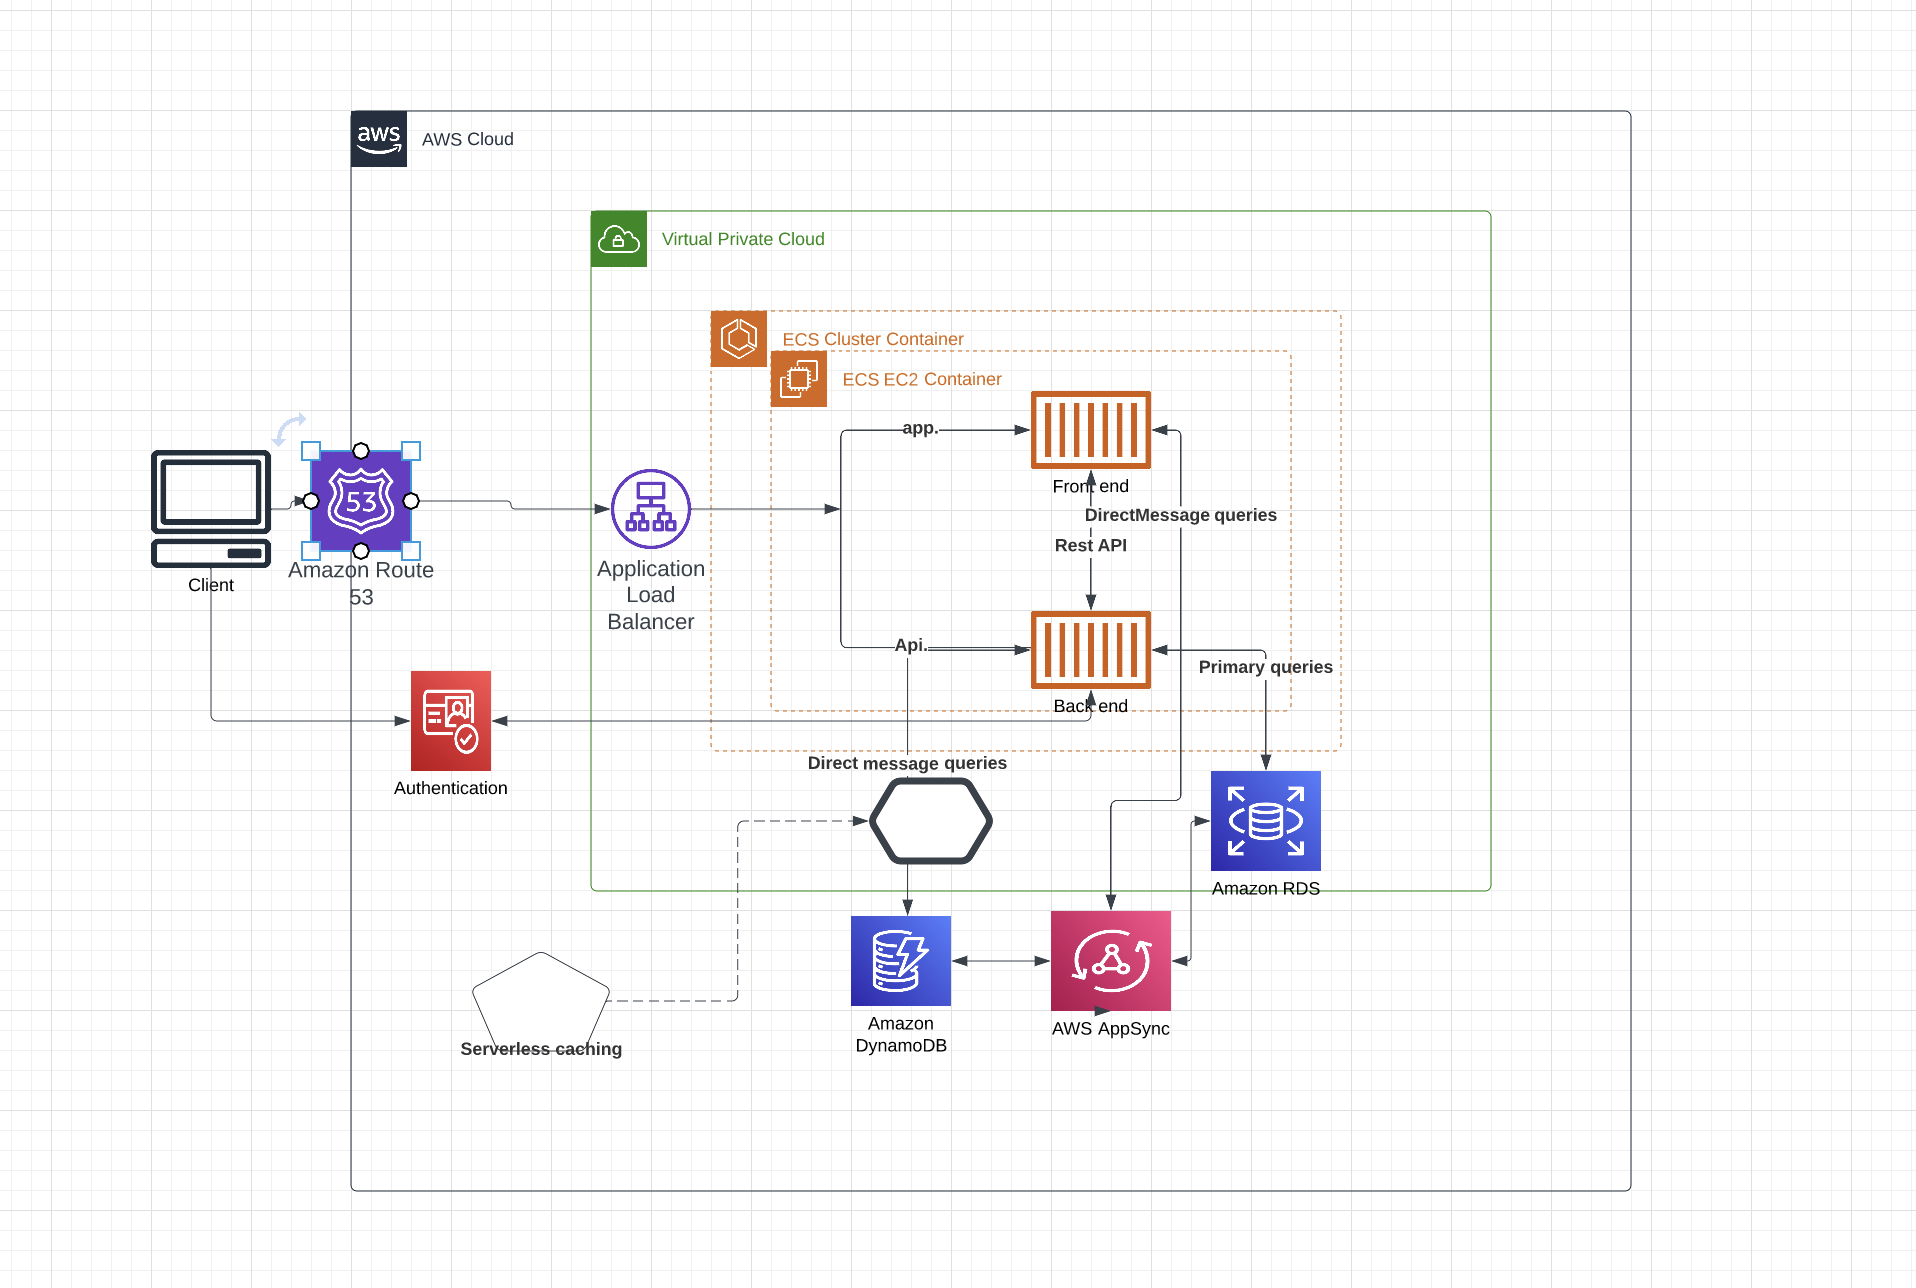 aws
AWS Cloud
Virtual Private Cloud
ECS Cluster Container
ECS EC2 Container
app.
Front end
DirectMessage queries
Rest API
53
Client
Amazon Route
53
Application
Load
Balancer
Api.
Primary queries
Back end
Authentication
Direct message queries
Amazon RDS
Serverless caching
Amazon
DynamoDB
AWS AppSync